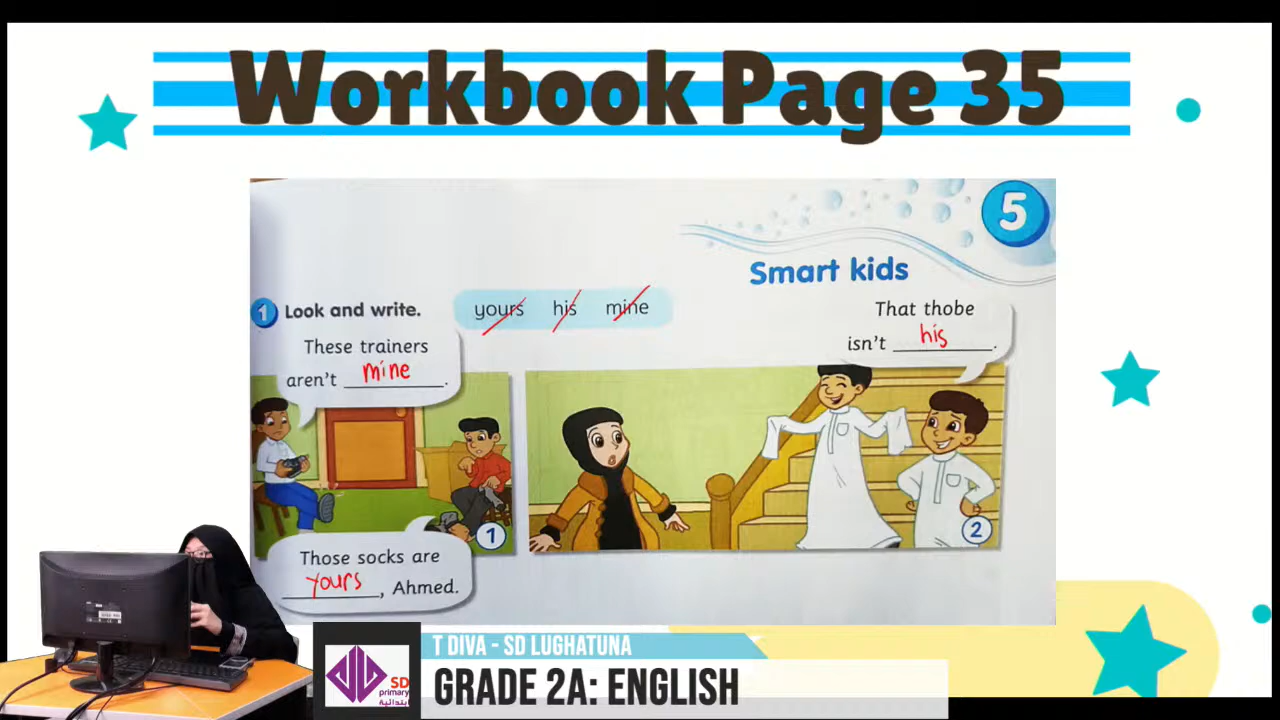 Workbook Page 35
5
Smart kids
1 Look and write.
yours his mine
These trainers
aren't mine.
That thobe
isn't his.
1
2
Those socks are
yours, Ahmed.
T DIVA - SD LUGHATUNA
SD
primary
ابتدائية
GRADE 2A: ENGLISH